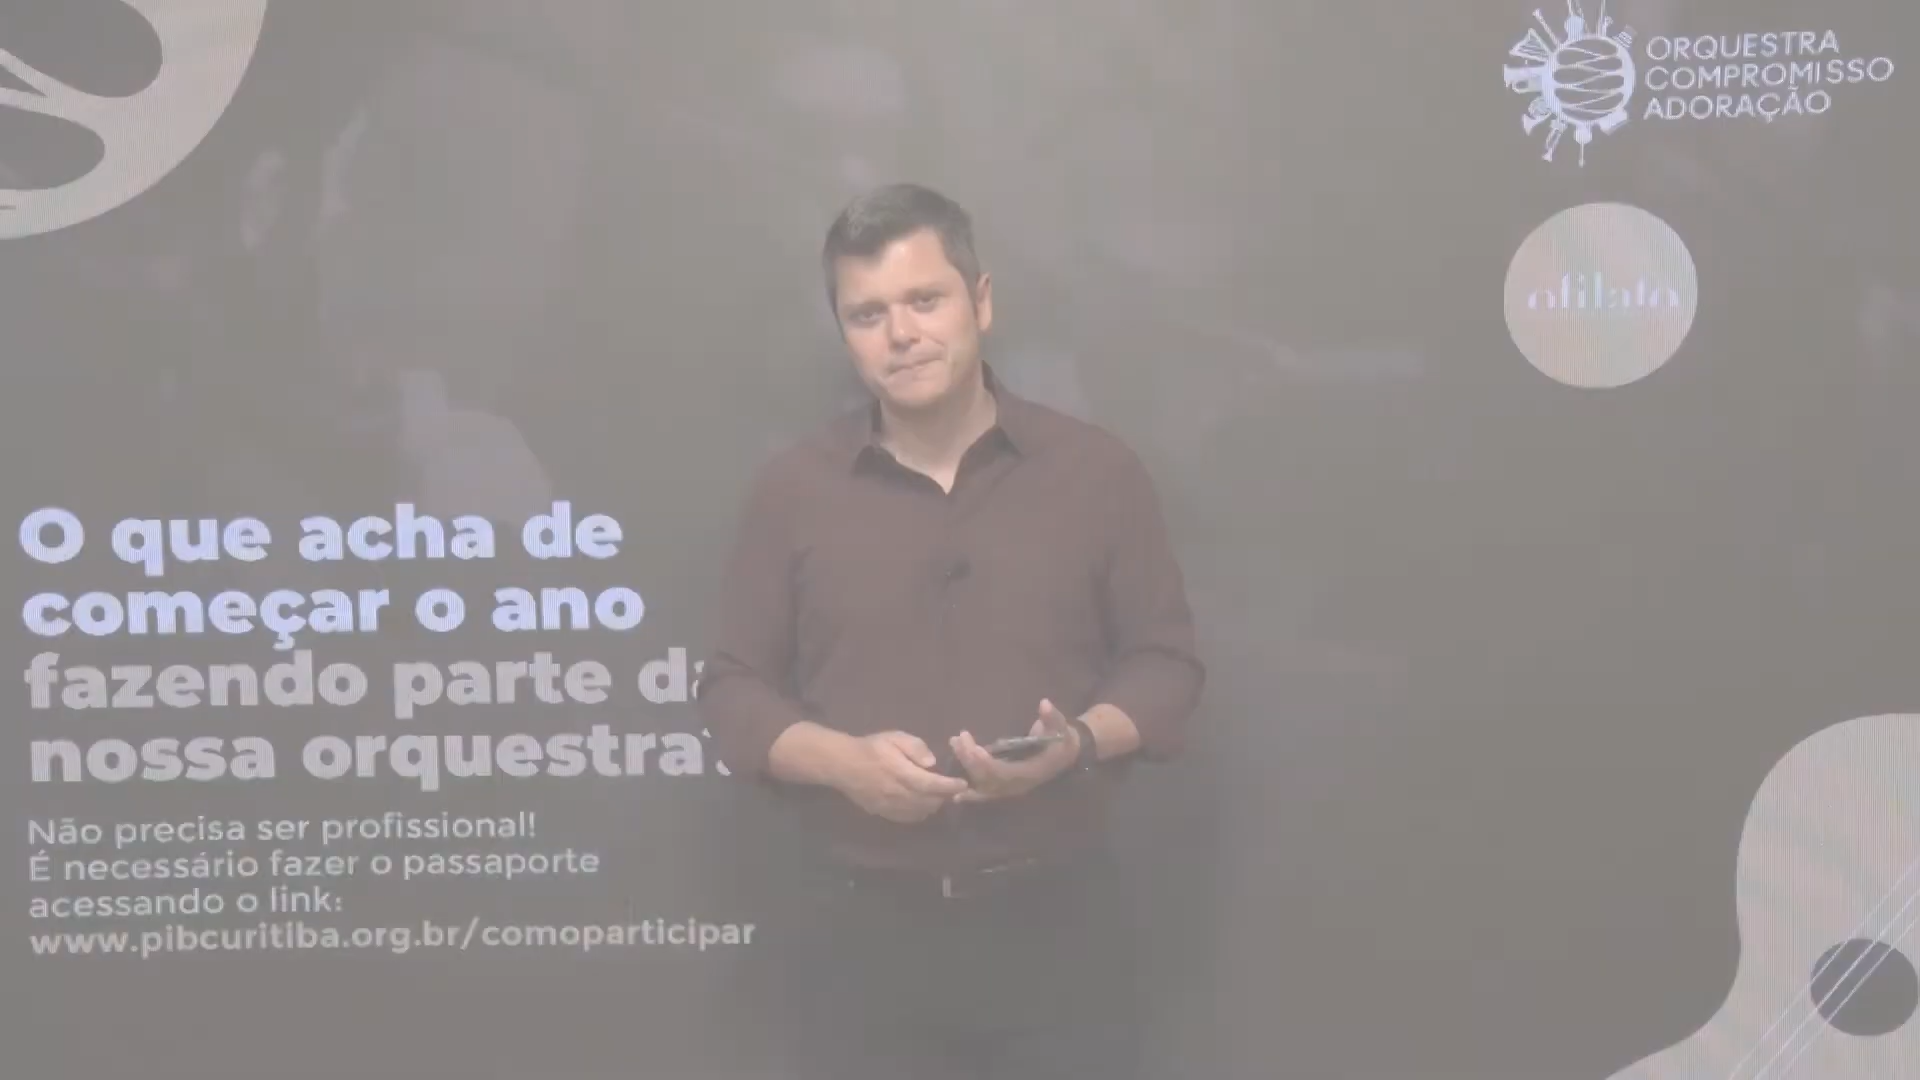 ORQUESTRA
COMPROMISSO
ADORAÇÃO
ofilato
O que acha de
começar o ano
fazendo parte da
nossa orquestra?
Não precisa ser profissional!
É necessário fazer o passaporte
acessando o link:
www.pibcuritiba.org.br/comoparticipar